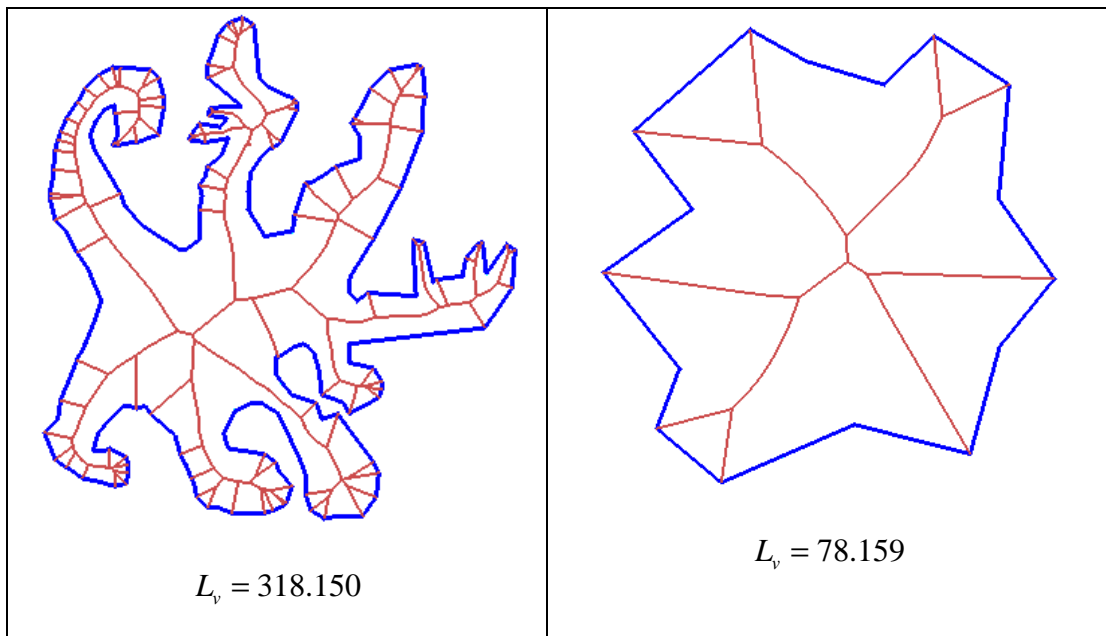 L_v = 318.150
L_v = 78.159